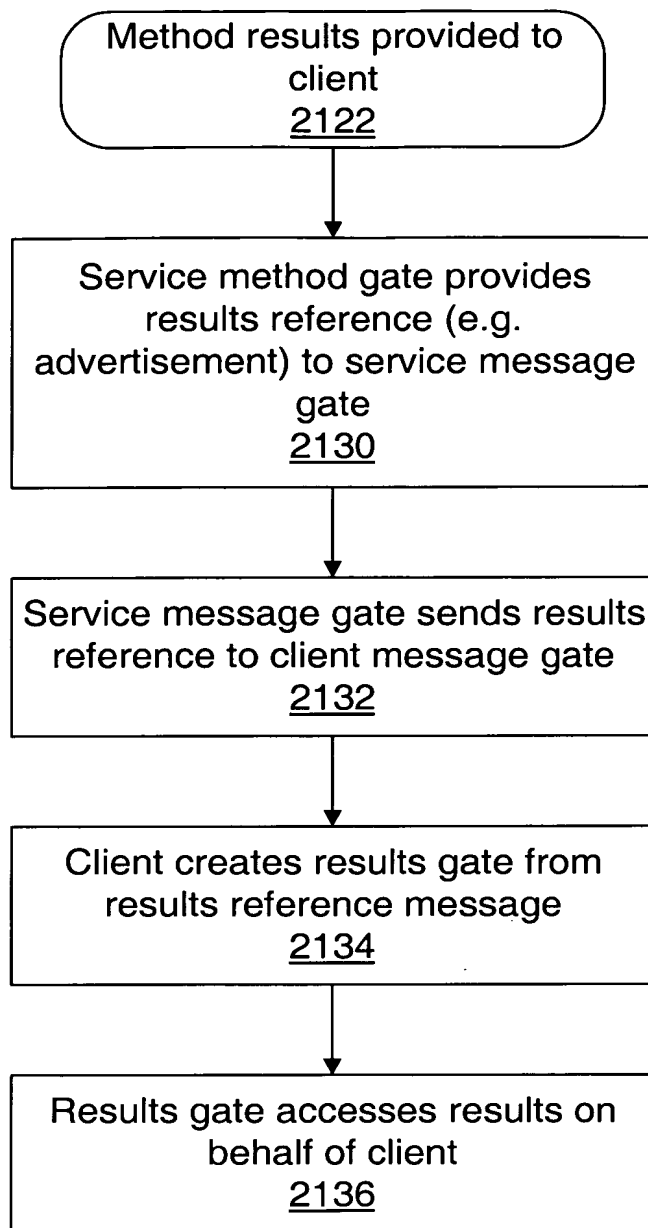 Method results provided to
client
2122
Service method gate provides
results reference (e.g.
advertisement) to service message
gate
2130
Service message gate sends results
reference to client message gate
2132
Client creates results gate from
results reference message
2134
Results gate accesses results on
behalf of client
2136